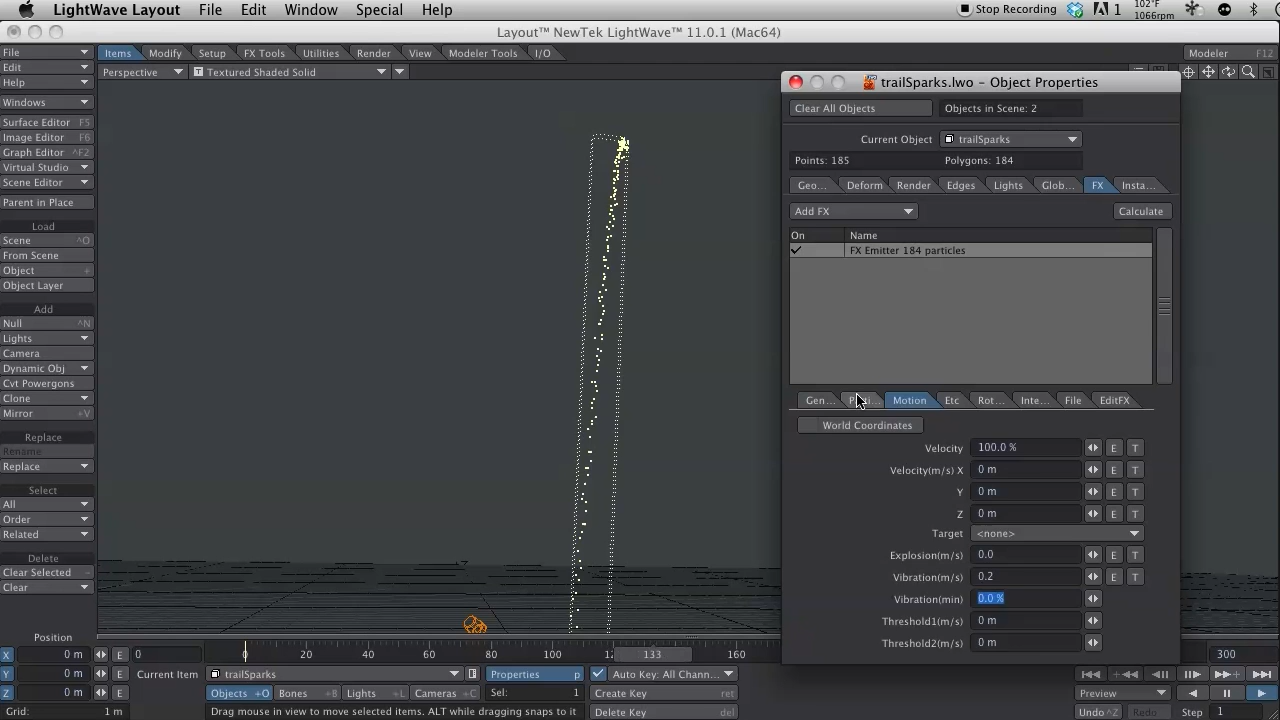 LightWave Layout File Edit Window Special Help Stop Recording 1 102°F 1066rpm
Layout™ NewTek LightWave™ 11.0.1 (Mac64)
File Items Modify Setup FX Tools Utilities Render View Modeler Tools I/O Modeler F12
Edit Perspective Textured Shaded Solid
Help
Windows
Surface Editor F5
Image Editor F6
Graph Editor ^F2
Virtual Studio
Scene Editor
Parent in Place
Load
Scene ^O
From Scene
Object +
Object Layer
Add
Null ^N
Lights
Camera
Dynamic Obj
Cvt Powergons
Clone
Mirror +V
Replace
Rename
Replace
Select
All
Order
Related
Delete
Clear Selected -
Clear
trailSparks.lwo - Object Properties
Clear All Objects Objects in Scene: 2
Current Object trailSparks
Points: 185 Polygons: 184
Geo... Deform Render Edges Lights Glob... FX Insta...
Add FX Calculate
On Name
FX Emitter 184 particles
Gen... Motion Etc Rot... Inte... File EditFX
World Coordinates
Velocity 100.0 % E T
Velocity(m/s) X 0 m E T
Y 0 m E T
Z 0 m E T
Target <none>
Explosion(m/s) 0.0 E T
Vibration(m/s) 0.2 E T
Vibration(min) 0.0 %
Threshold1(m/s) 0 m
Threshold2(m/s) 0 m
Position
X 0 m E 0 0 20 40 60 80 100 133 160 300
Y 0 m E Current Item trailSparks Properties p Auto Key: All Chann...
Z 0 m E Objects +O Bones +B Lights +L Cameras +C Sel: 1 Create Key ret Preview
Grid: 1 m Drag mouse in view to move selected items. ALT while dragging snaps to it Delete Key del Undo ^Z Redo Step 1